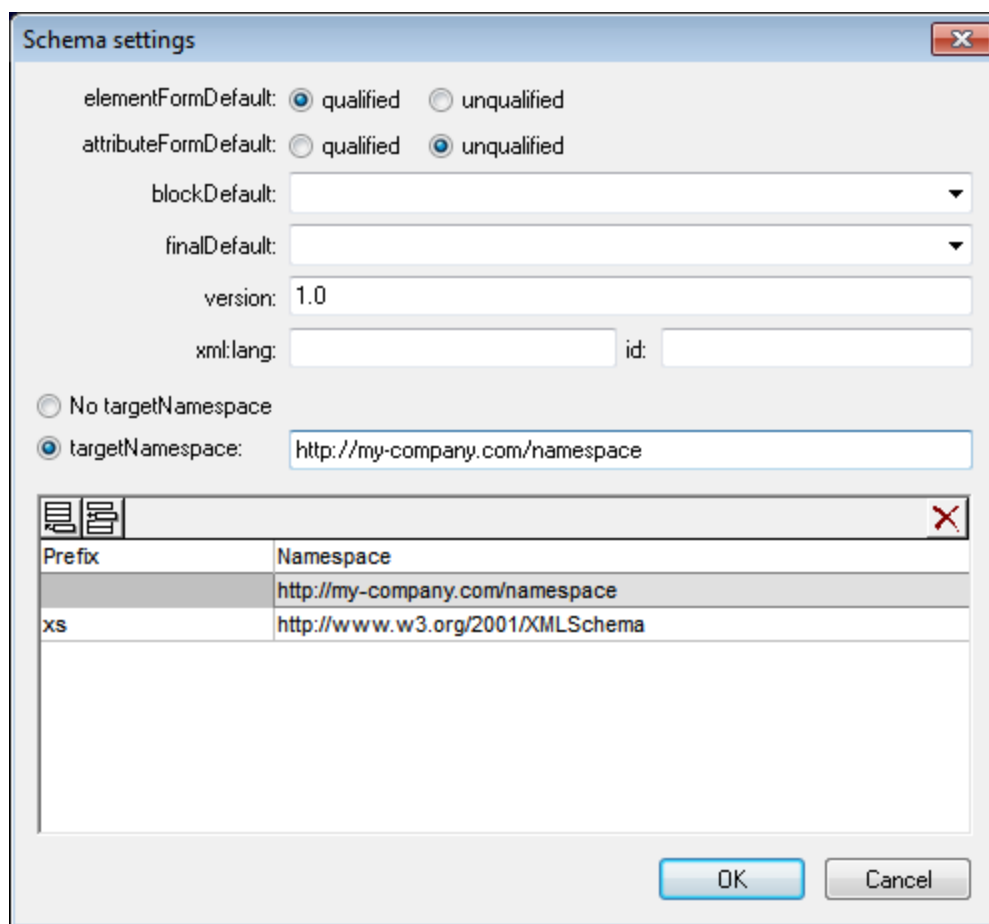 Schema settings
elementFormDefault: qualified unqualified
attributeFormDefault: qualified unqualified
blockDefault:
finalDefault:
version: 1.0
xml:lang: id:
No targetNamespace
targetNamespace: http://my-company.com/namespace
Prefix Namespace
http://my-company.com/namespace
xs http://www.w3.org/2001/XMLSchema
OK Cancel